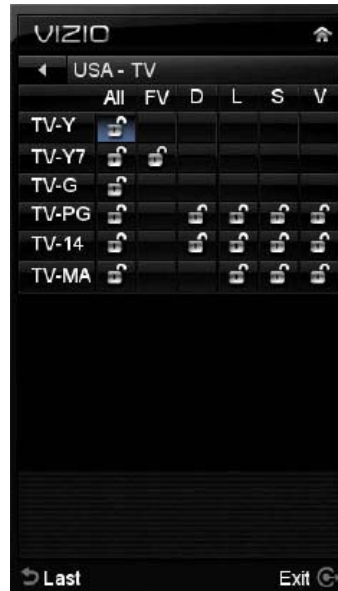 VIZIO
USA - TV
All FV D L S V
TV-Y
TV-Y7
TV-G
TV-PG
TV-14
TV-MA
Last Exit